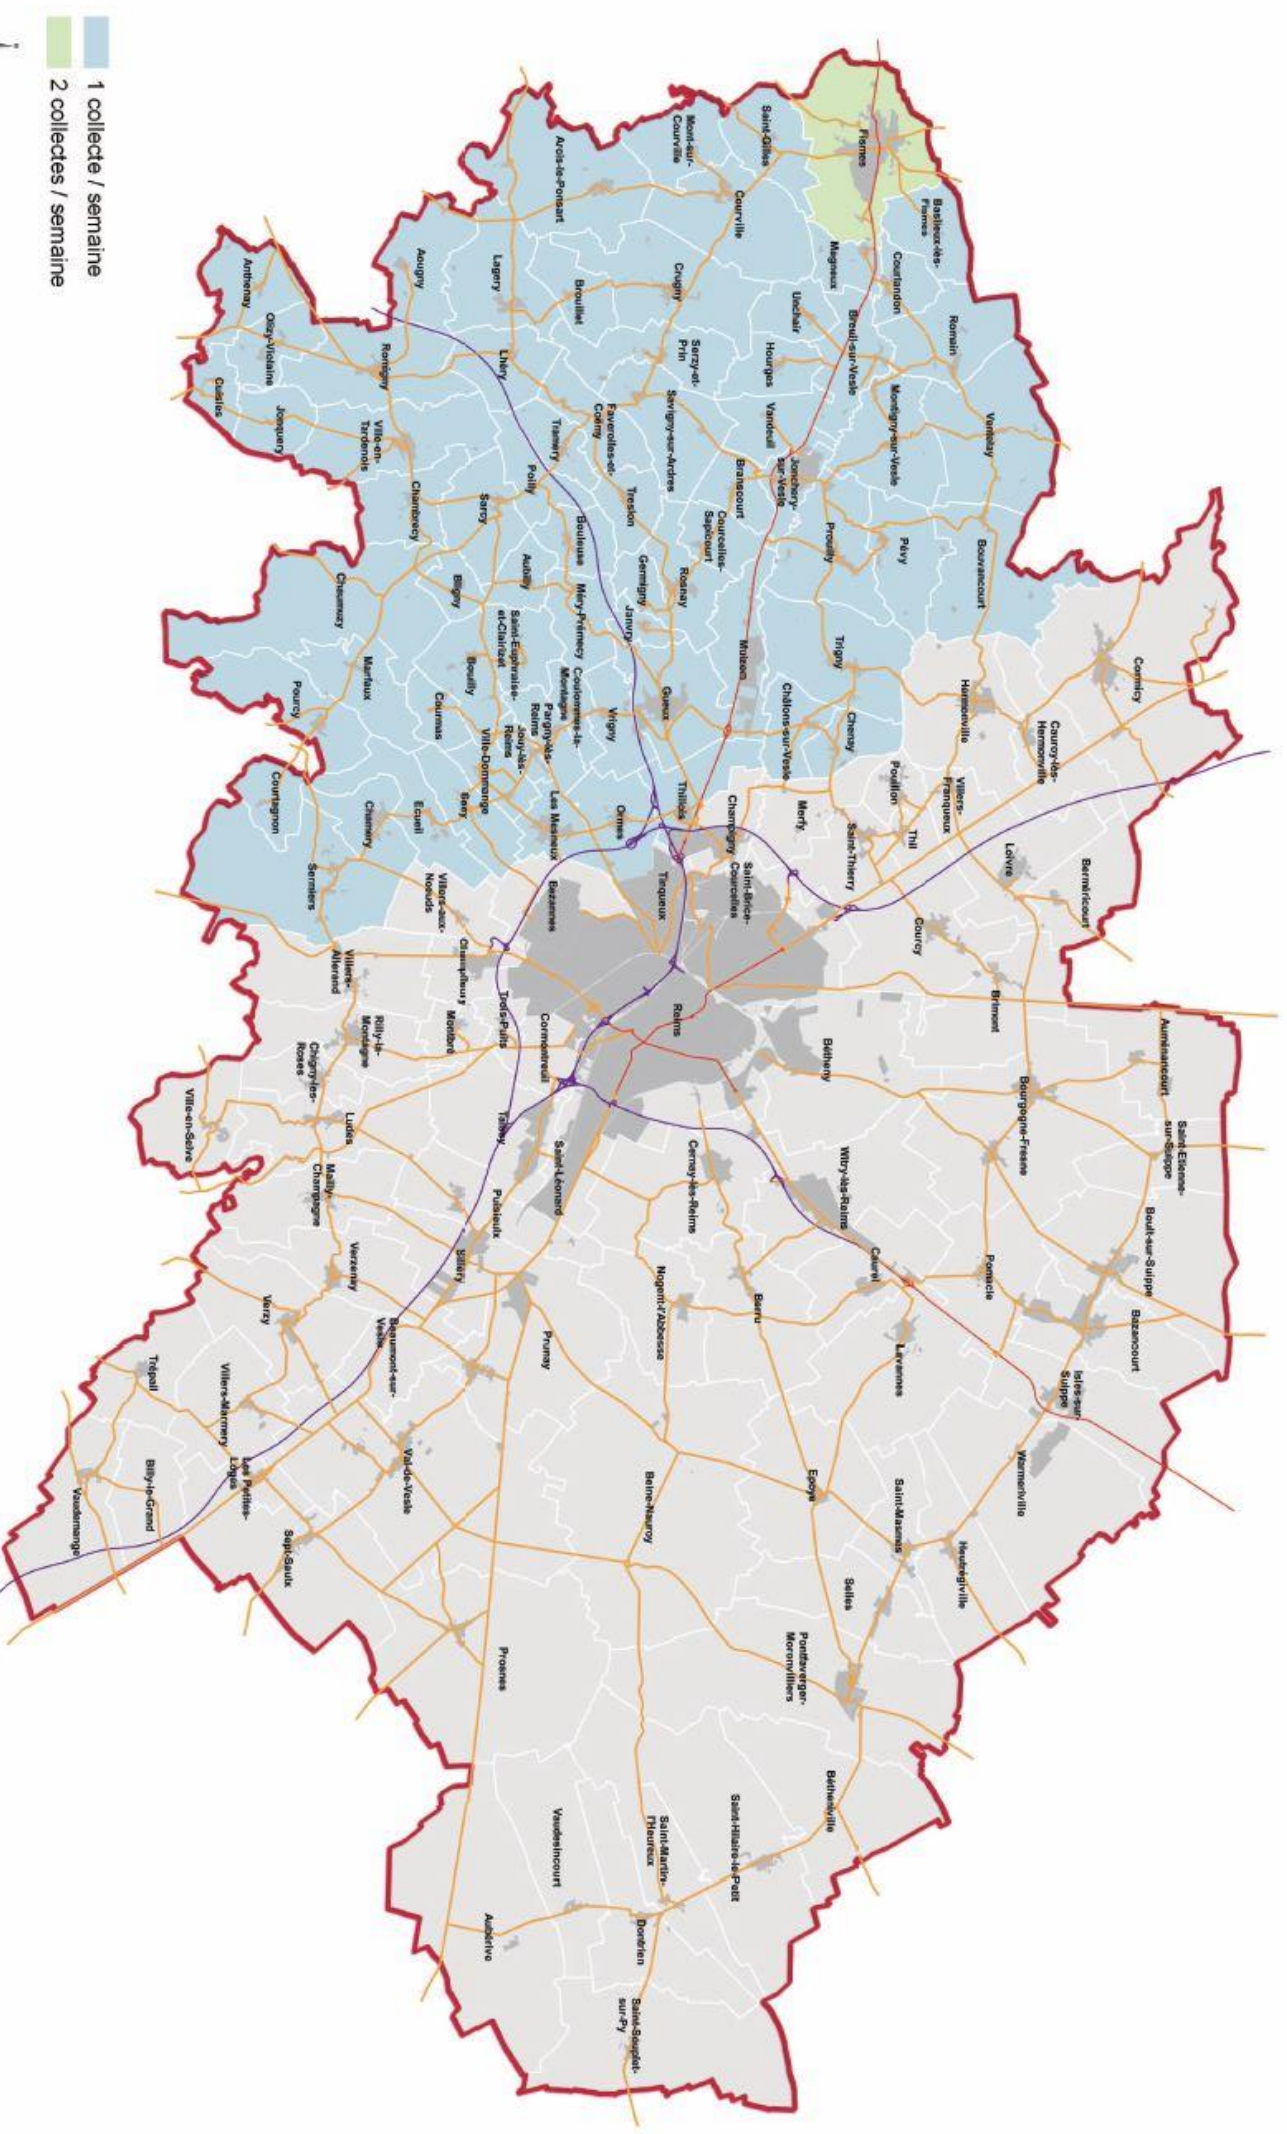 1 collecte / semaine
2 collectes / semaine
Cormicy
Cauroy-lès-
Hermonville
Hermonville
Villers-
Franqueux
Pouillon
Thil
Saint-Thierry
Merfy
Loivre
Berméricourt
Courcy
Brimont
Auménancourt
Saint-Etienne-
sur-Suippe
Bourgogne-Fresne
Boult-sur-Suippe
Bazancourt
Pomacle
Isles-sur-
Suippe
Warmeriville
Lavannes
Caurel
Witry-lès-Reims
Bétheny
Heutrégiville
Saint-Masmes
Selles
Epoye
Pontfaverger-
Moronvilliers
Bétheniville
Saint-Hilaire-le-Petit
Saint-Martin-
l'Heureux
Dontrien
Saint-Souplet-
sur-Py
Vaudesincourt
Aubérive
Prosnes
Beine-Nauroy
Nogent-l'Abbesse
Berru
Cernay-lès-Reims
Reims
Saint-Brice-
Courcelles
Champigny
Tinqueux
Thillois
Ormes
Bezannes
Les Mesneux
Cormontreuil
Trois-Puits
Saint-Léonard
Taissy
Puisieulx
Sillery
Prunay
Beaumont-sur-
Vesle
Val-de-Vesle
Verzenay
Verzy
Villers-Marmery
Les Petites-
Loges
Sept-Saulx
Trépail
Billy-le-Grand
Vaudemange
Mailly-
Champagne
Ludes
Chigny-les-
Roses
Rilly-la-
Montagne
Ville-en-Selve
Montbré
Champfleury
Villers-
Allerand
Villers-aux-
Noeuds
Sermiers
Courtagnon
Chamery
Ecueil
Sacy
Ville-Dommange
Jouy-lès-
Reims
Pargny-lès-
Reims
Coulommes-la-
Montagne
Vrigny
Gueux
Muizon
Châlons-sur-Vesle
Chenay
Trigny
Courmas
Bouilly
Saint-Euphraise-
et-Clairizet
Méry-Prémecy
Janvry
Germigny
Rosnay
Courcelles-
Sapicourt
Branscourt
Jonchery-
sur-Vesle
Prouilly
Pévy
Bouvancourt
Ventelay
Romain
Montigny-sur-Vesle
Breuil-sur-Vesle
Courlandon
Baslieux-lès-
Fismes
Fismes
Magneux
Saint-Gilles
Mont-sur-
Courville
Courville
Arcis-le-Ponsart
Crugny
Unchair
Hourges
Vandeuil
Serzy-et-
Prin
Savigny-sur-Ardres
Faverolles-et-
Coëmy
Tramery
Treslon
Bouleuse
Poilly
Aubilly
Sarcy
Bligny
Chambrecy
Ville-en-
Tardenois
Lhéry
Brouillet
Lagery
Aougny
Romigny
Anthenay
Olizy-Violaine
Cuisles
Jonquery
Chaumuzy
Marfaux
Pourcy